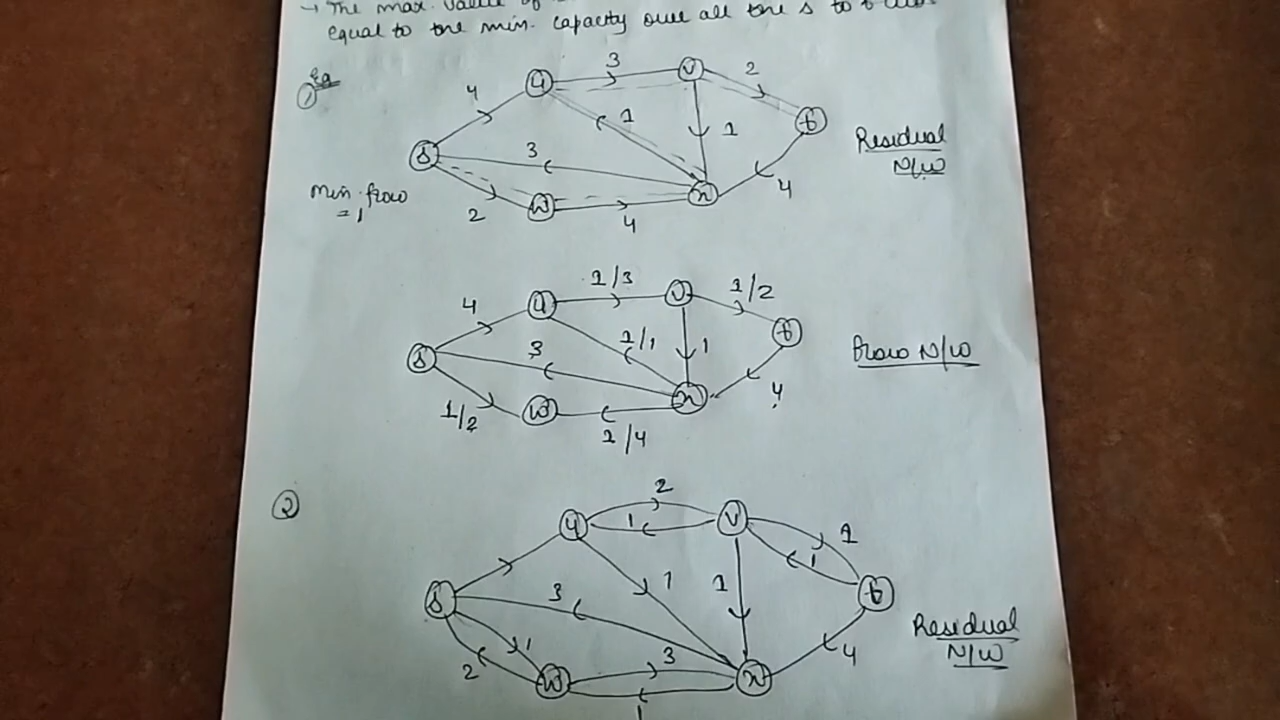 → The max. value of
equal to the min. capacity over all the s to t cuts
Eg
1)
4
3
2
u
v
1
1
t
s
3
Residual
N/W
4
Min. flow
= 1
2
w
4
x
1/3
1/2
4
u
v
3
1/1
1
t
s
Flow N/W
4
1/2
w
x
1/4
2
2
u
1
v
1
1
1
1
s
3
t
Residual
N/W
1
3
4
2
w
x
1